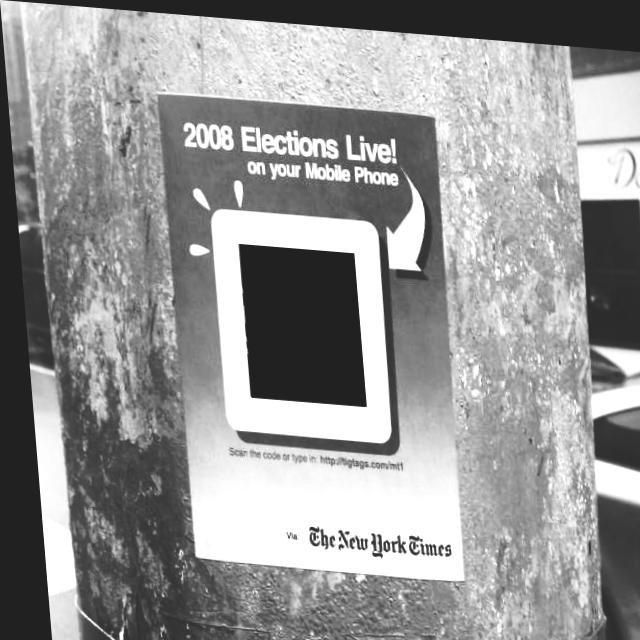 2008 Elections Live!
on your Mobile Phone
Scan the code or type in: http://tigtags.com/mt1
Via The New York Times